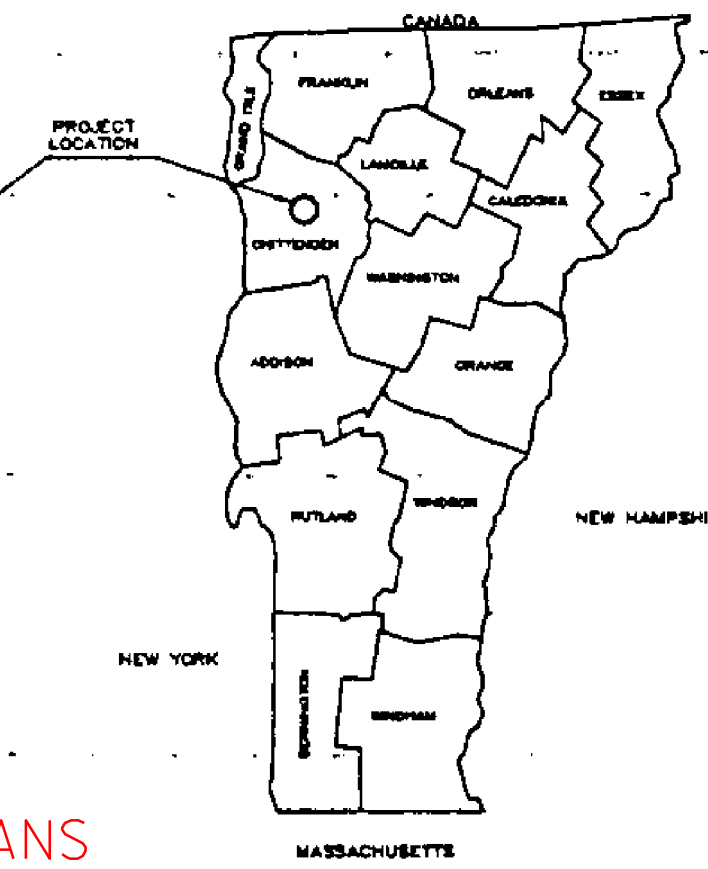 CANADA
FRANKLIN
ORLEANS
ESSEX
GRAND ISLE
PROJECT
LOCATION
LAMOILLE
CALEDONIA
CHITTENDEN
WASHINGTON
ADDISON
ORANGE
RUTLAND
WINDSOR
NEW HAMPSHI
NEW YORK
BENNINGTON
WINDHAM
ANS
MASSACHUSETTS